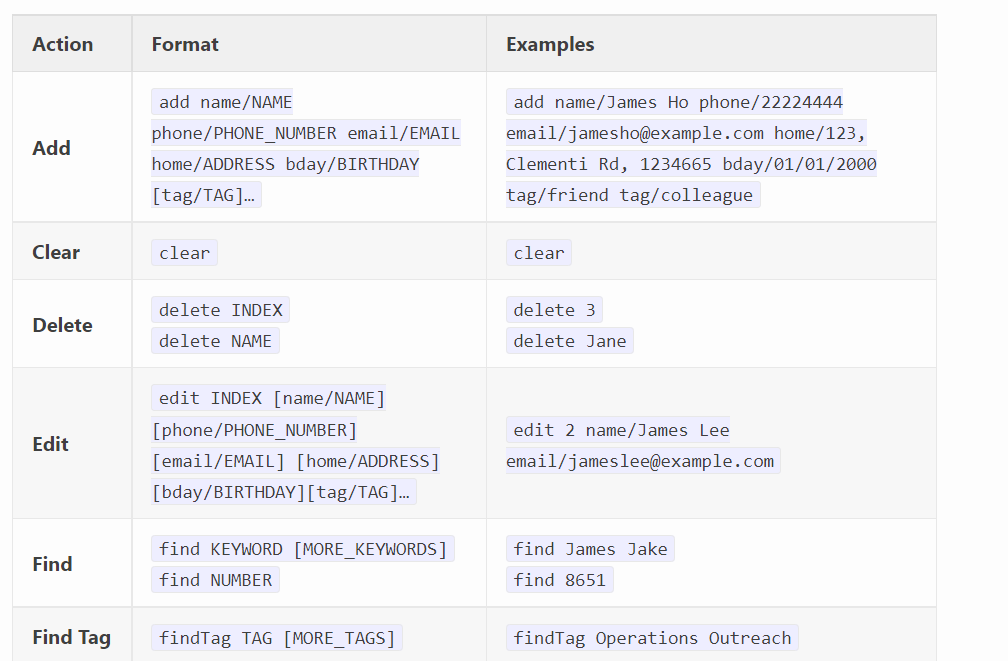 Action Format Examples
Add
add name/NAME
phone/PHONE_NUMBER email/EMAIL
home/ADDRESS bday/BIRTHDAY
[tag/TAG]…
add name/James Ho phone/22224444
email/jamesho@example.com home/123,
Clementi Rd, 1234665 bday/01/01/2000
tag/friend tag/colleague
Clear
clear
clear
Delete
delete INDEX
delete NAME
delete 3
delete Jane
Edit
edit INDEX [name/NAME]
[phone/PHONE_NUMBER]
[email/EMAIL] [home/ADDRESS]
[bday/BIRTHDAY][tag/TAG]…
edit 2 name/James Lee
email/jameslee@example.com
Find
find KEYWORD [MORE_KEYWORDS]
find NUMBER
find James Jake
find 8651
Find Tag
findTag TAG [MORE_TAGS]
findTag Operations Outreach